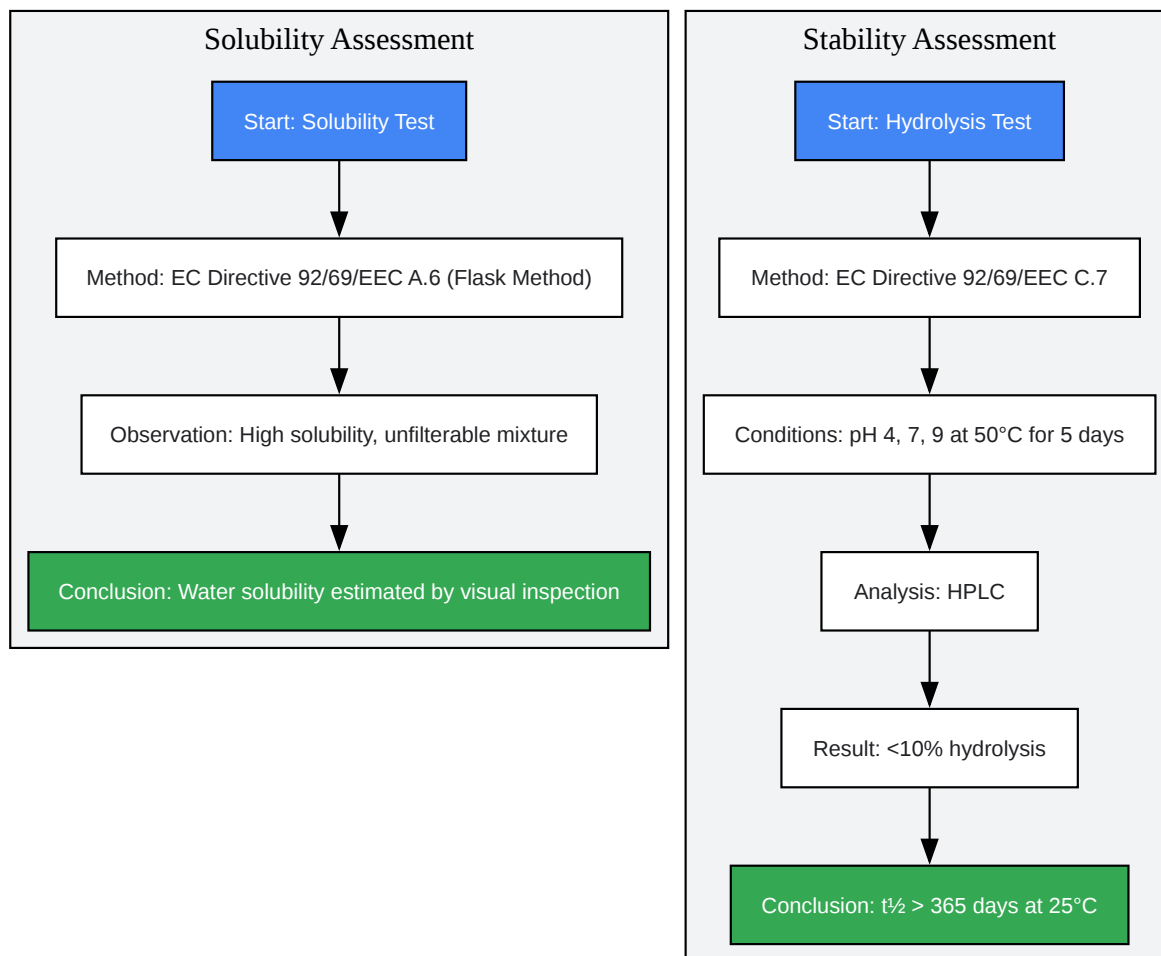 Solubility Assessment
Start: Solubility Test
Method: EC Directive 92/69/EEC A.6 (Flask Method)
Observation: High solubility, unfilterable mixture
Conclusion: Water solubility estimated by visual inspection
Stability Assessment
Start: Hydrolysis Test
Method: EC Directive 92/69/EEC C.7
Conditions: pH 4, 7, 9 at 50°C for 5 days
Analysis: HPLC
Result: <10% hydrolysis
Conclusion: t½ > 365 days at 25°C